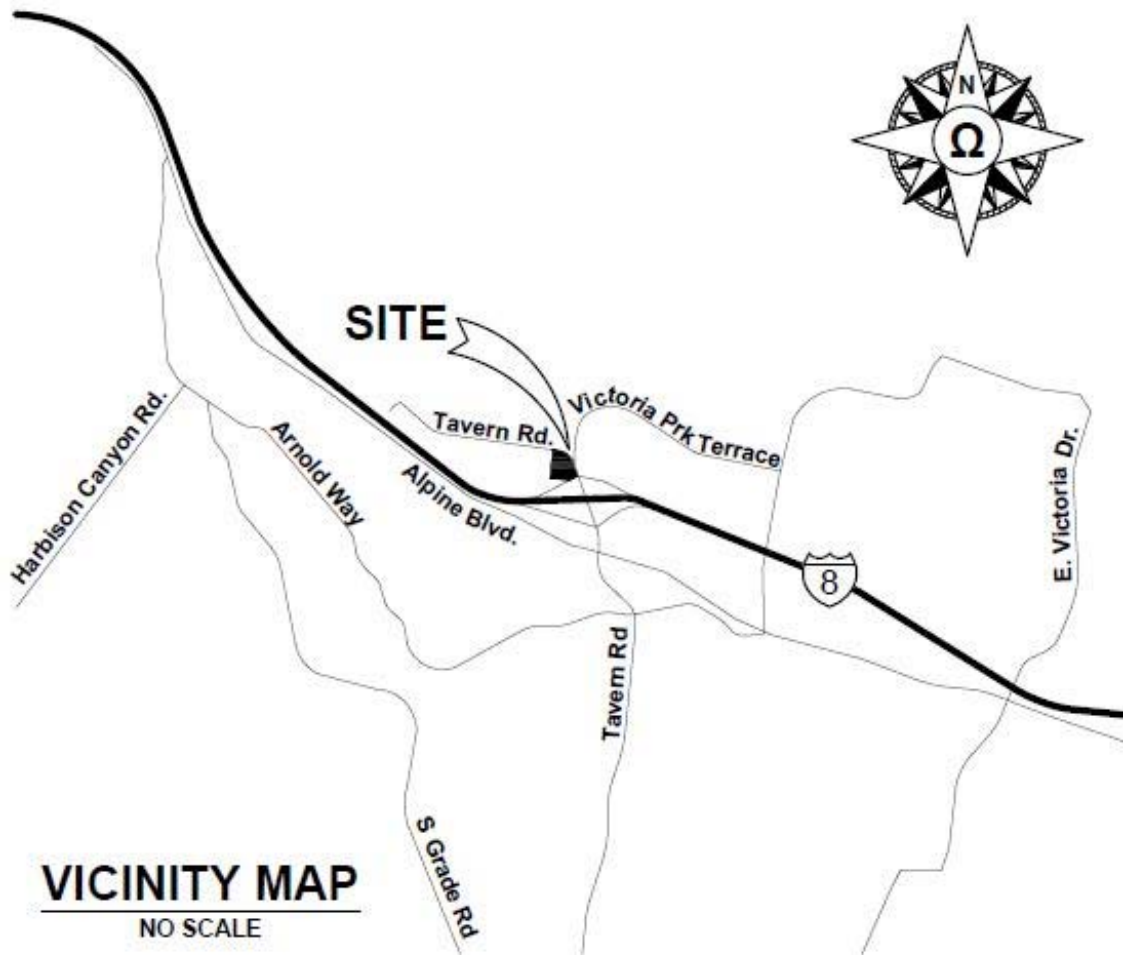 N
Ω
SITE
Victoria Prk Terrace
Tavern Rd.
Harbison Canyon Rd.
Arnold Way
Alpine Blvd.
E. Victoria Dr.
8
Tavern Rd
S Grade Rd
VICINITY MAP
NO SCALE